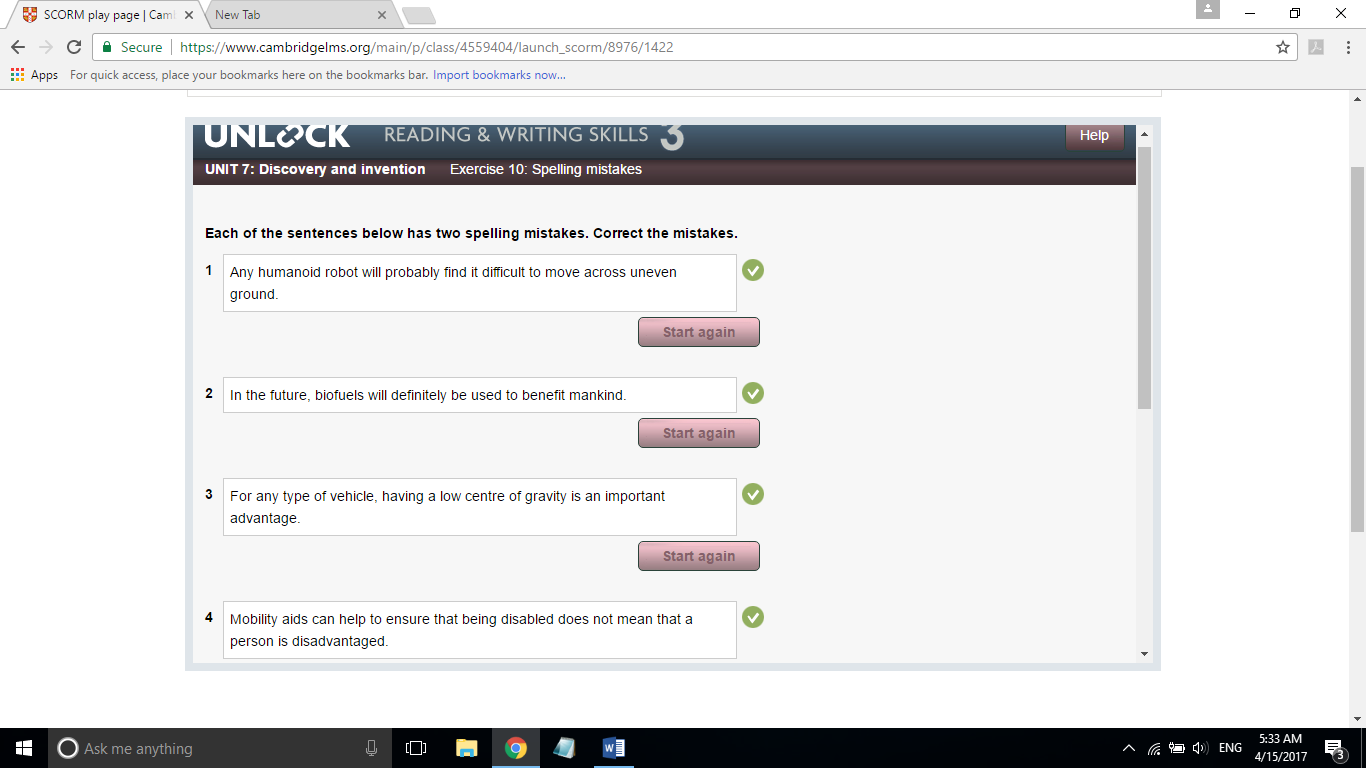 SCORM play page | Cam
New Tab
Secure
https://www.cambridgelms.org/main/p/class/4559404/launch_scorm/8976/1422
Apps For quick access, place your bookmarks here on the bookmarks bar. Import bookmarks now...
UNLOCK READING & WRITING SKILLS 3
Help
UNIT 7: Discovery and invention Exercise 10: Spelling mistakes
Each of the sentences below has two spelling mistakes. Correct the mistakes.
1 Any humanoid robot will probably find it difficult to move across uneven
ground.
Start again
2 In the future, biofuels will definitely be used to benefit mankind.
Start again
3 For any type of vehicle, having a low centre of gravity is an important
advantage.
Start again
4 Mobility aids can help to ensure that being disabled does not mean that a
person is disadvantaged.
Ask me anything
ENG
5:33 AM
4/15/2017
3